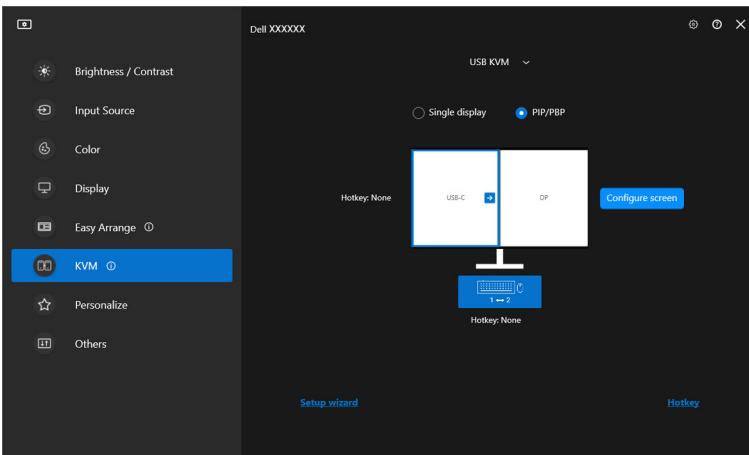 Dell XXXXXX
Brightness / Contrast
Input Source
Color
Display
Easy Arrange
KVM
Personalize
Others
USB KVM
Single display
PIP/PBP
Hotkey: None
USB-C
DP
Configure screen
1 ↔ 2
Hotkey: None
Setup wizard
Hotkey